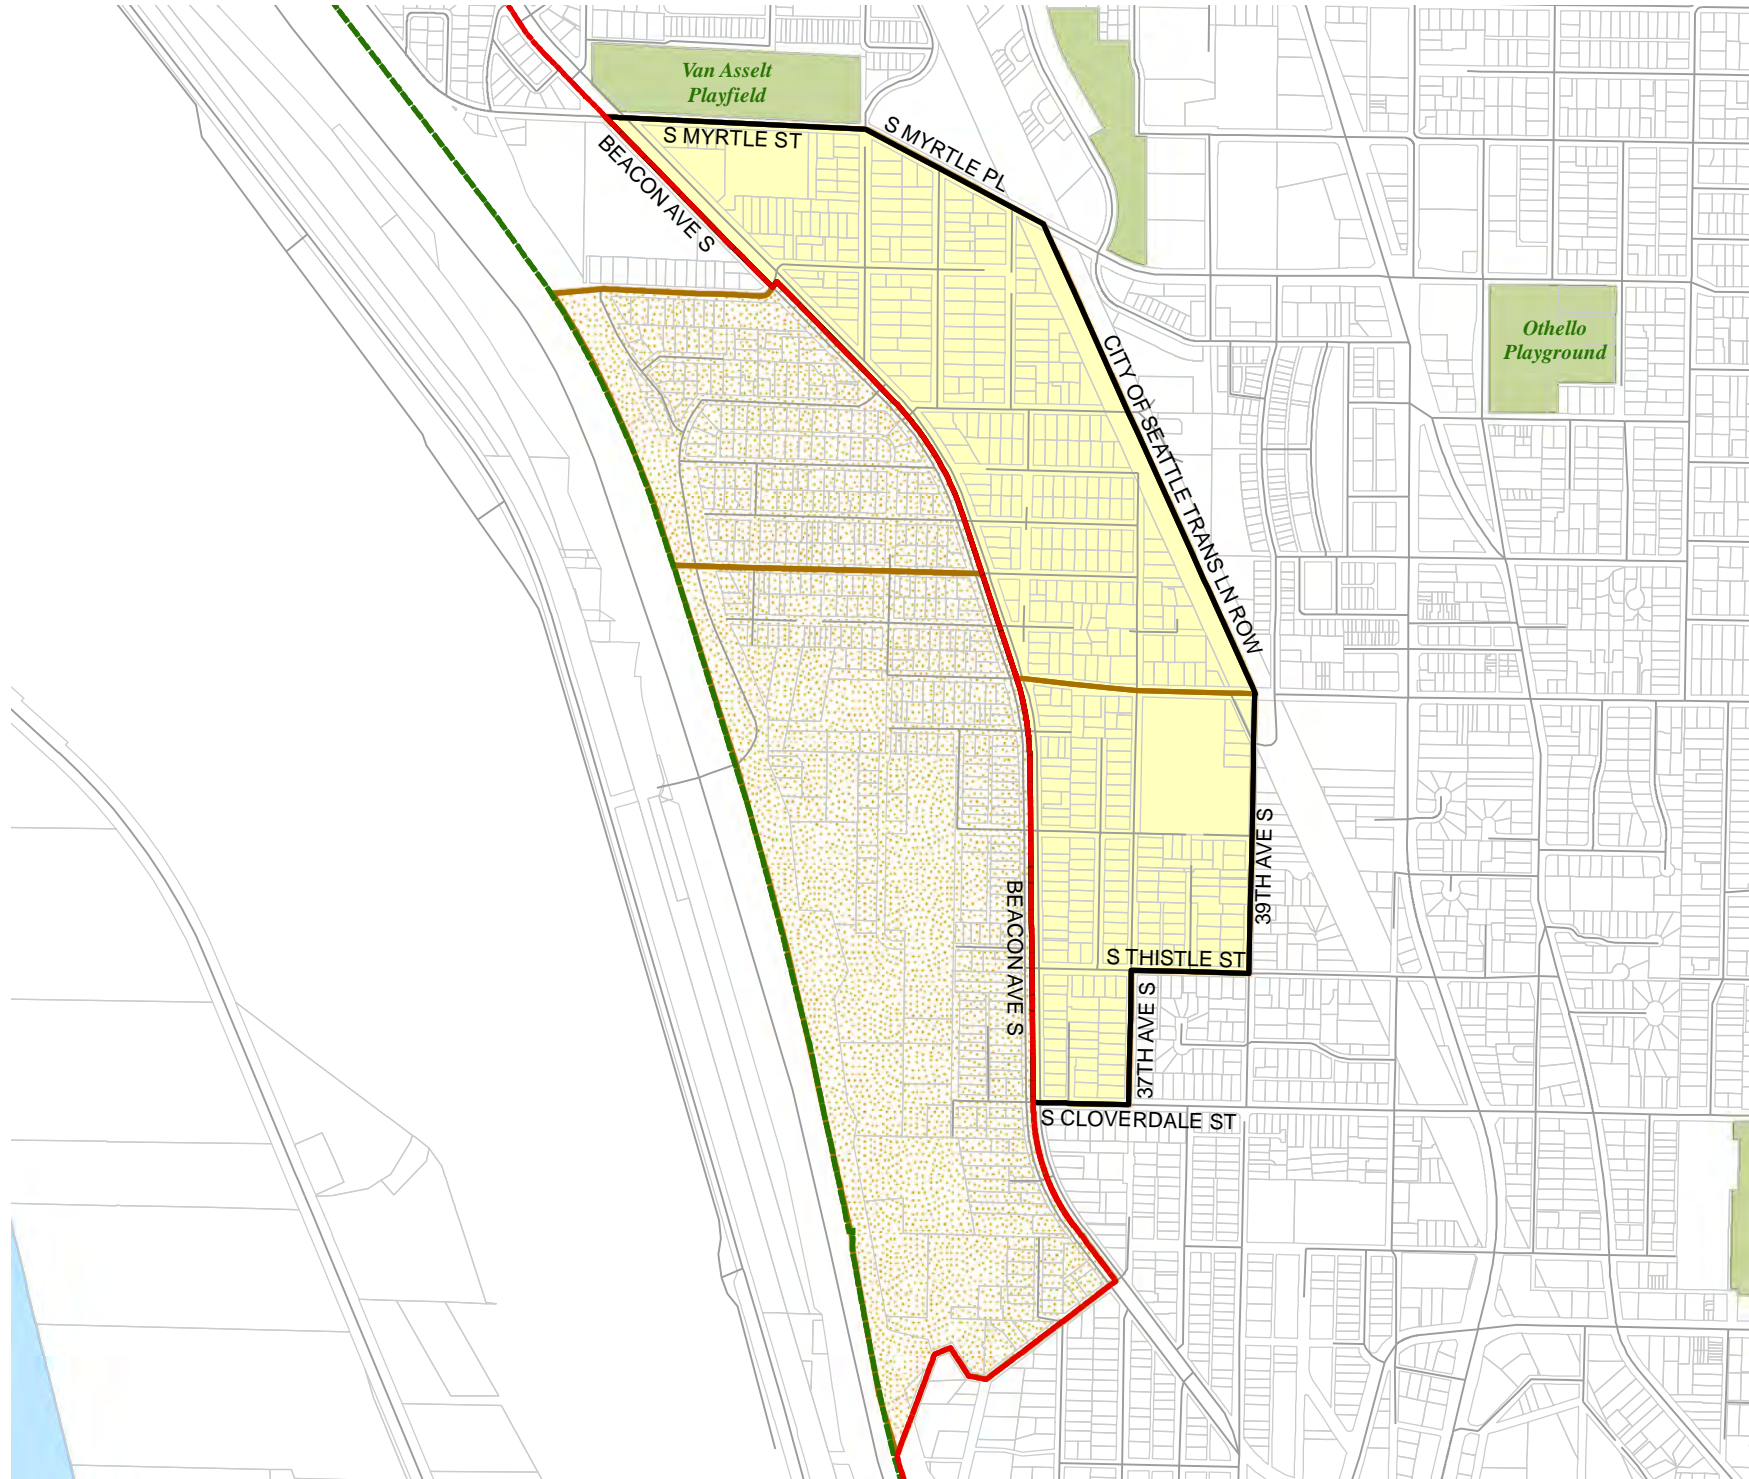 Van Asselt
Playfield
S MYRTLE ST
S MYRTLE PL
BEACON AVE S
Othello
Playground
CITY OF SEATTLE TRANS LN ROW
39TH AVE S
BEACON AVE S
S THISTLE ST
37TH AVE S
S CLOVERDALE ST